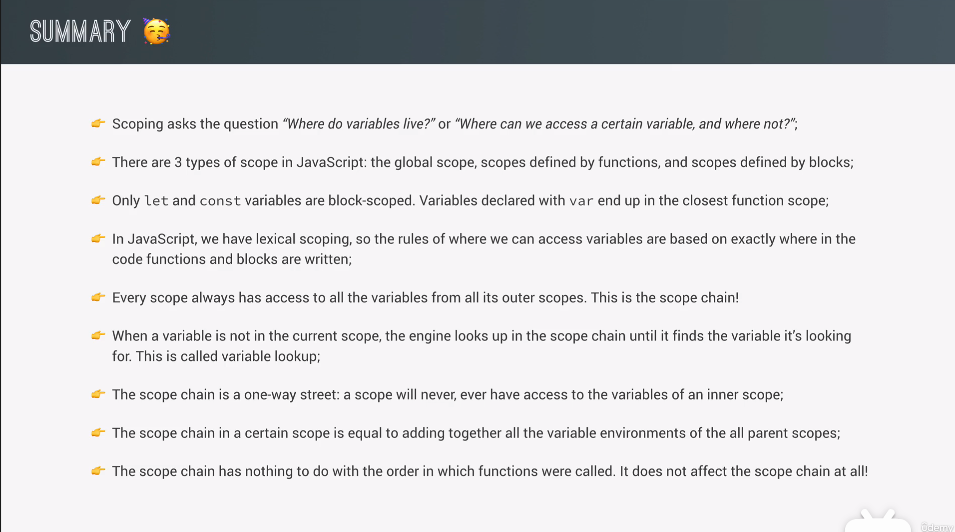 SUMMARY 🥳
👉 Scoping asks the question “Where do variables live?” or “Where can we access a certain variable, and where not?”;
👉 There are 3 types of scope in JavaScript: the global scope, scopes defined by functions, and scopes defined by blocks;
👉 Only let and const variables are block-scoped. Variables declared with var end up in the closest function scope;
👉 In JavaScript, we have lexical scoping, so the rules of where we can access variables are based on exactly where in the
code functions and blocks are written;
👉 Every scope always has access to all the variables from all its outer scopes. This is the scope chain!
👉 When a variable is not in the current scope, the engine looks up in the scope chain until it finds the variable it’s looking
for. This is called variable lookup;
👉 The scope chain is a one-way street: a scope will never, ever have access to the variables of an inner scope;
👉 The scope chain in a certain scope is equal to adding together all the variable environments of the all parent scopes;
👉 The scope chain has nothing to do with the order in which functions were called. It does not affect the scope chain at all!
ûdemy